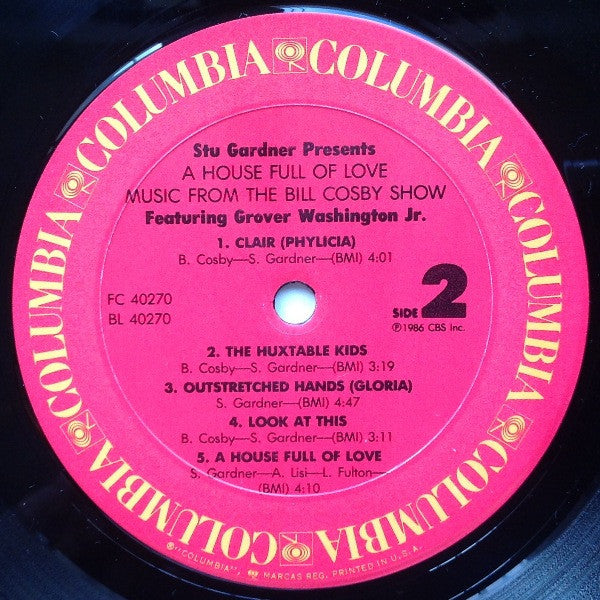 COLUMBIA COLUMBIA COLUMBIA COLUMBIA COLUMBIA COLUMBIA
Stu Gardner Presents
A HOUSE FULL OF LOVE
MUSIC FROM THE BILL COSBY SHOW
Featuring Grover Washington Jr.
1. CLAIR (PHYLICIA)
B. Cosby—S. Gardner—(BMI) 4:01
FC 40270
BL 40270
SIDE 2
℗1986 CBS Inc.
2. THE HUXTABLE KIDS
B. Cosby—S. Gardner—(BMI) 3:19
3. OUTSTRETCHED HANDS (GLORIA)
S. Gardner—(BMI) 4:47
4. LOOK AT THIS
B. Cosby—S. Gardner—(BMI) 3:11
5. A HOUSE FULL OF LOVE
S. Gardner—A. Lisi—L. Fulton—
(BMI) 4:10
® "COLUMBIA", MARCAS REG. PRINTED IN U.S.A.